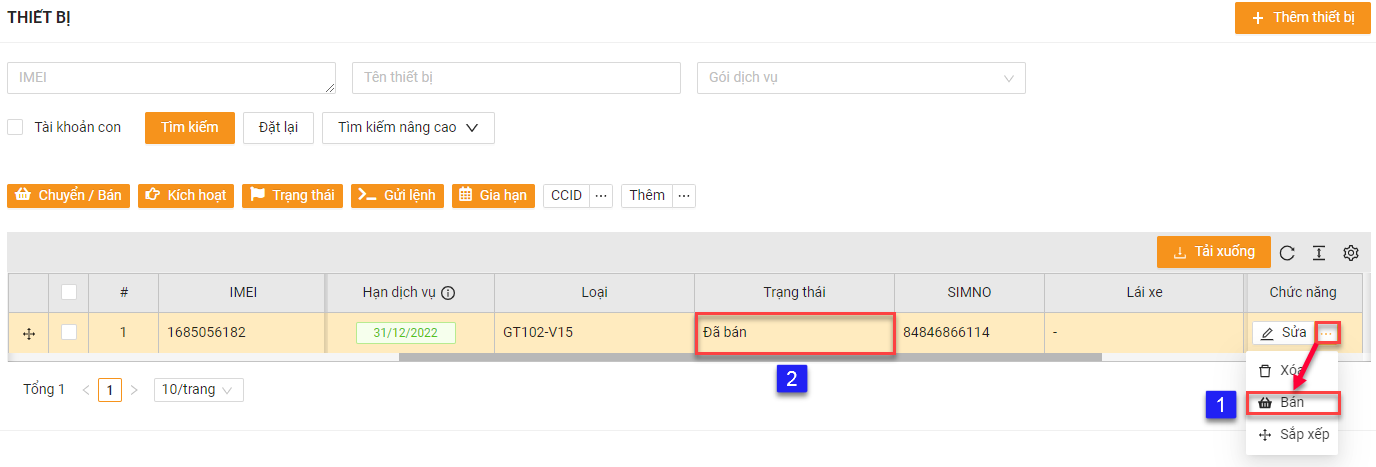 THIẾT BỊ
Thêm thiết bị
IMEI
Tên thiết bị
Gói dịch vụ
Tài khoản con
Tìm kiếm
Đặt lại
Tìm kiếm nâng cao
Chuyển / Bán
Kích hoạt
Trạng thái
Gửi lệnh
Gia hạn
CCID ···
Thêm ···
Tải xuống
# IMEI Hạn dịch vụ Loại Trạng thái SIMNO Lái xe Chức năng
1 1685056182 31/12/2022 GT102-V15 Đã bán 84846866114 - Sửa ···
Xóa
Bán
Sắp xếp
1
2
Tổng 1 < 1 > 10/trang